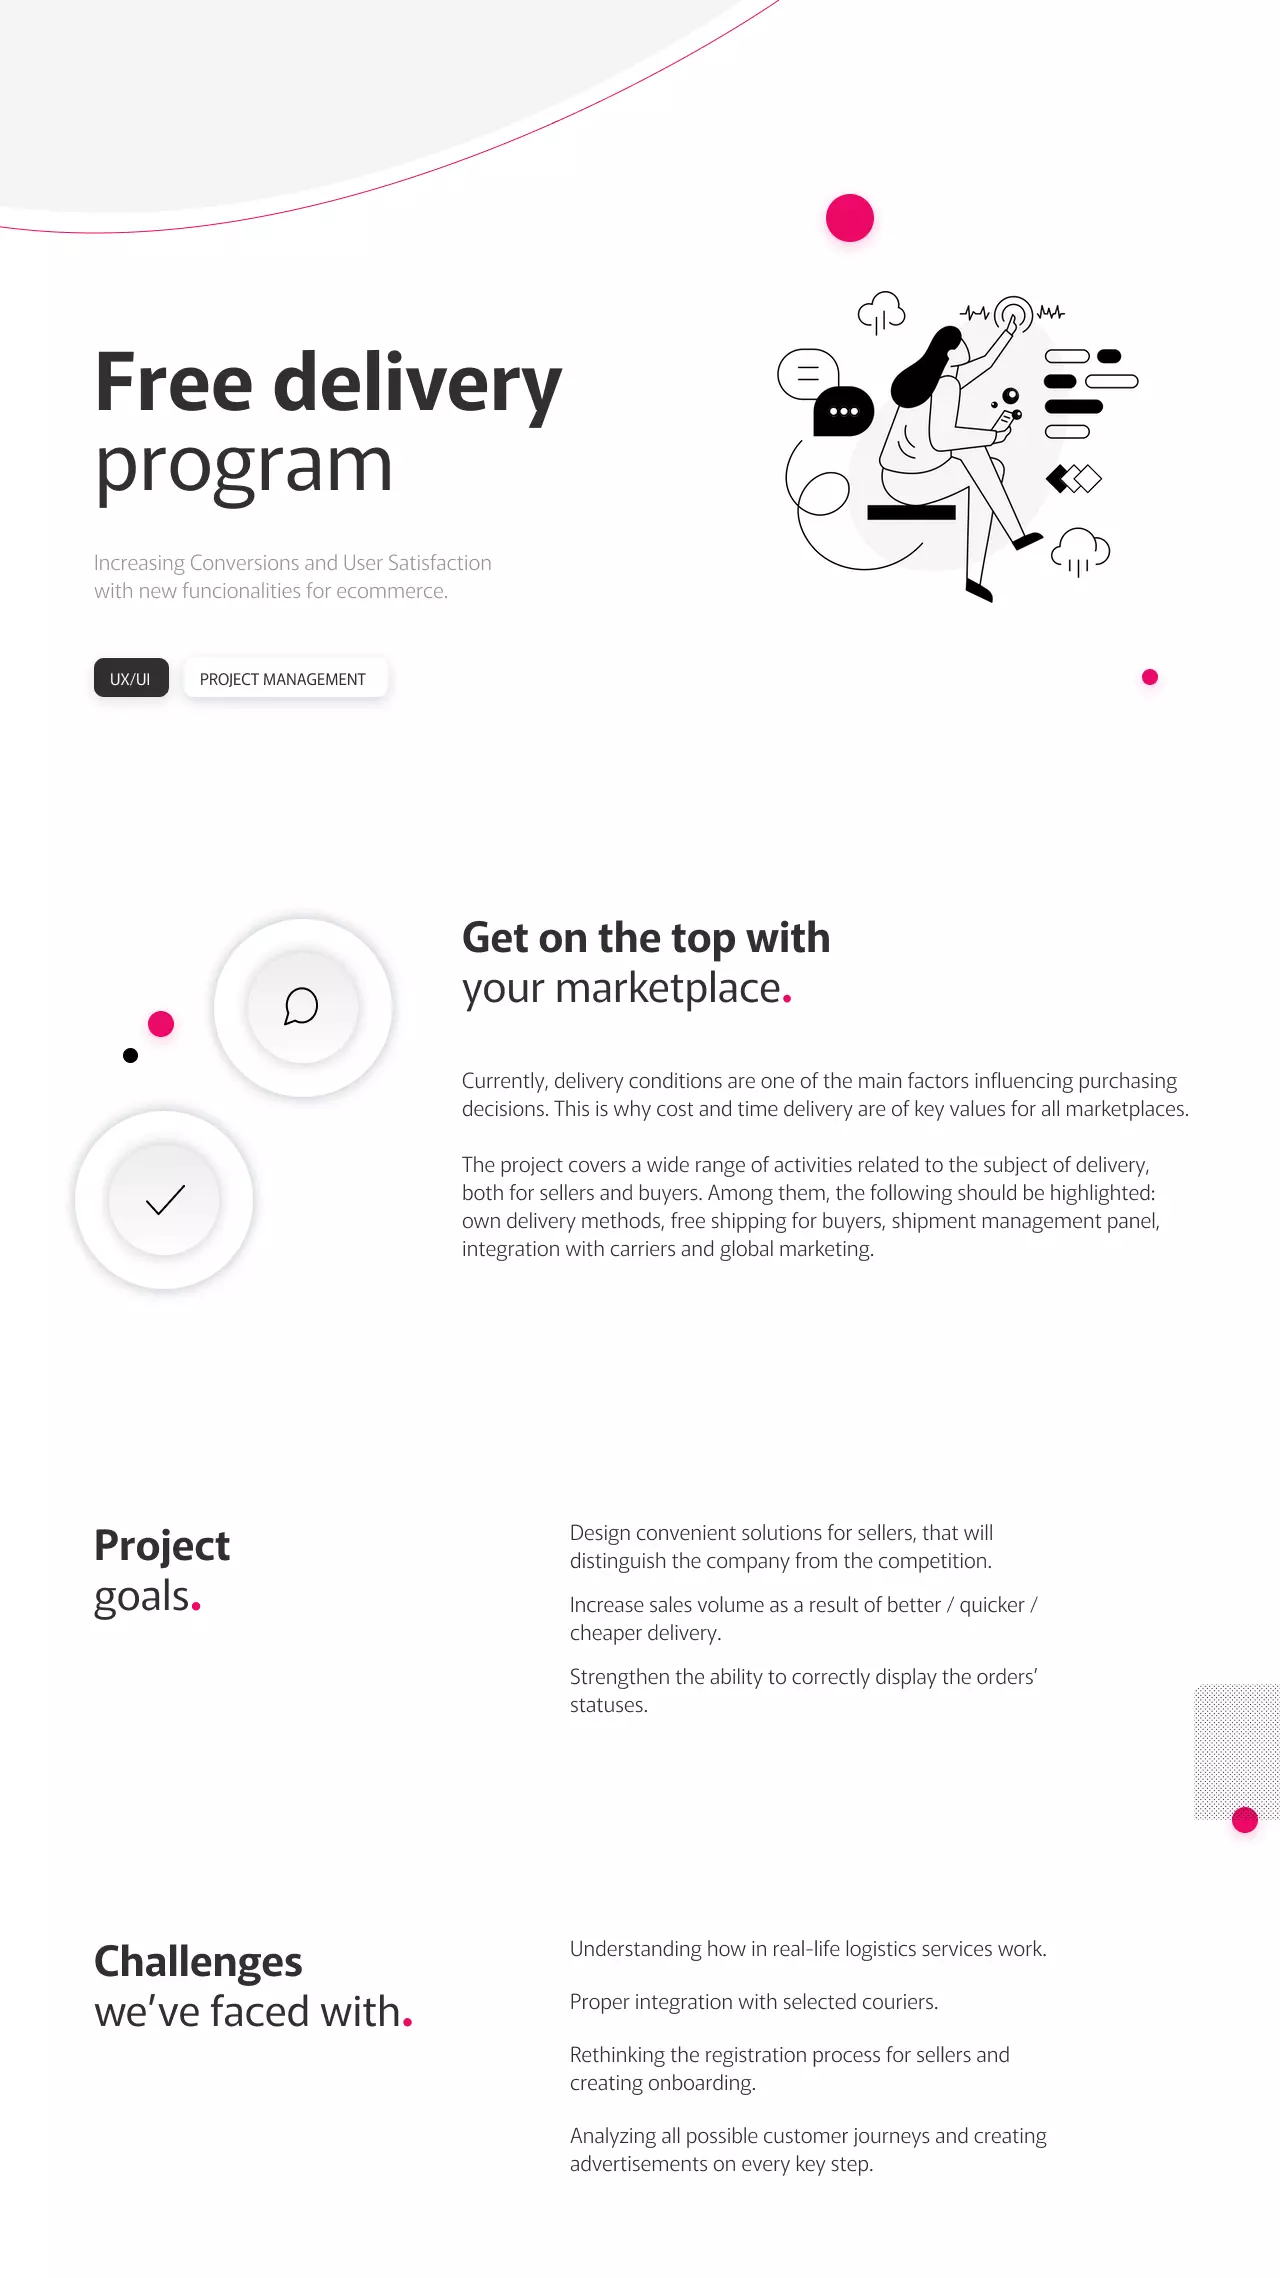 Free delivery
program
Increasing Conversions and User Satisfaction
with new funcionalities for ecommerce.
UX/UI
PROJECT MANAGEMENT
Get on the top with
your marketplace.
Currently, delivery conditions are one of the main factors influencing purchasing
decisions. This is why cost and time delivery are of key values for all marketplaces.
The project covers a wide range of activities related to the subject of delivery,
both for sellers and buyers. Among them, the following should be highlighted:
own delivery methods, free shipping for buyers, shipment management panel,
integration with carriers and global marketing.
Project
goals.
Design convenient solutions for sellers, that will
distinguish the company from the competition.
Increase sales volume as a result of better / quicker /
cheaper delivery.
Strengthen the ability to correctly display the orders’
statuses.
Challenges
we’ve faced with.
Understanding how in real-life logistics services work.
Proper integration with selected couriers.
Rethinking the registration process for sellers and
creating onboarding.
Analyzing all possible customer journeys and creating
advertisements on every key step.